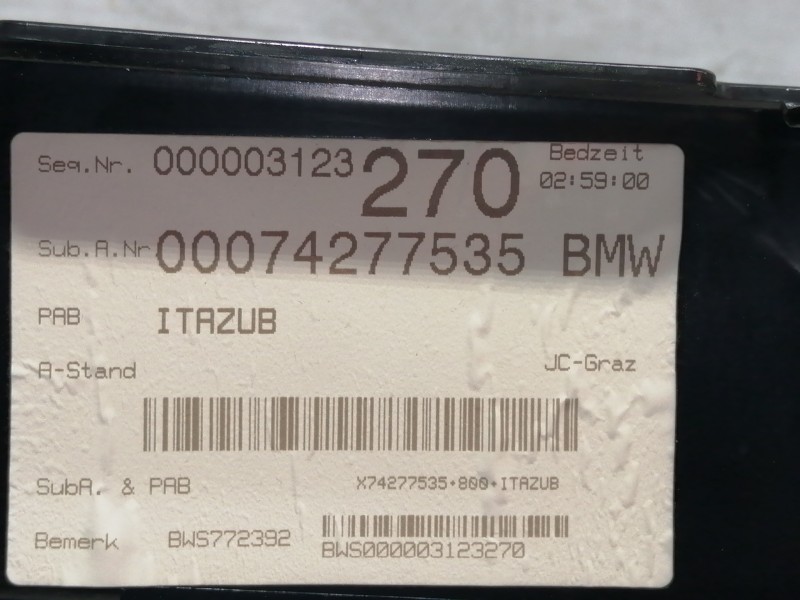 Seq.Nr. 000003123 270 Bedzeit
02:59:00
Sub.A.Nr 00074277535 BMW
PAB ITAZUB
A-Stand JC-Graz
SubA. & PAB X74277535+800+ITAZUB
Bemerk BWS772392 BWS000003123270